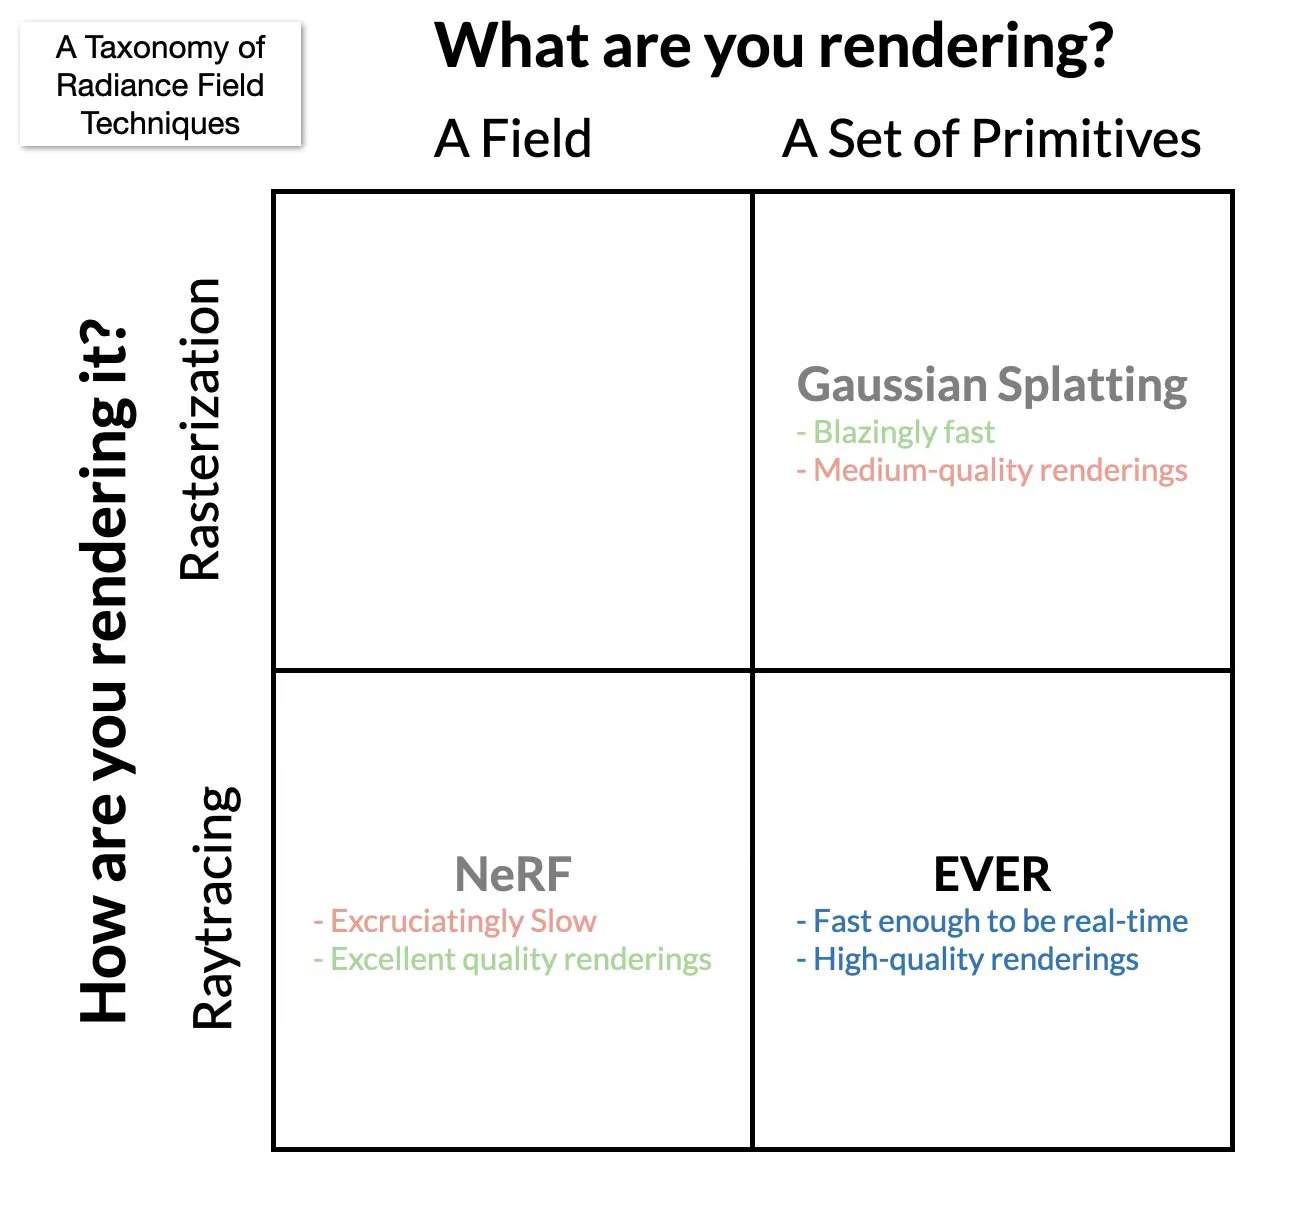 A Taxonomy of
Radiance Field
Techniques
What are you rendering?
A Field
A Set of Primitives
How are you rendering it?
Rasterization
Gaussian Splatting
- Blazingly fast
- Medium-quality renderings
Raytracing
NeRF
- Excruciatingly Slow
- Excellent quality renderings
EVER
- Fast enough to be real-time
- High-quality renderings